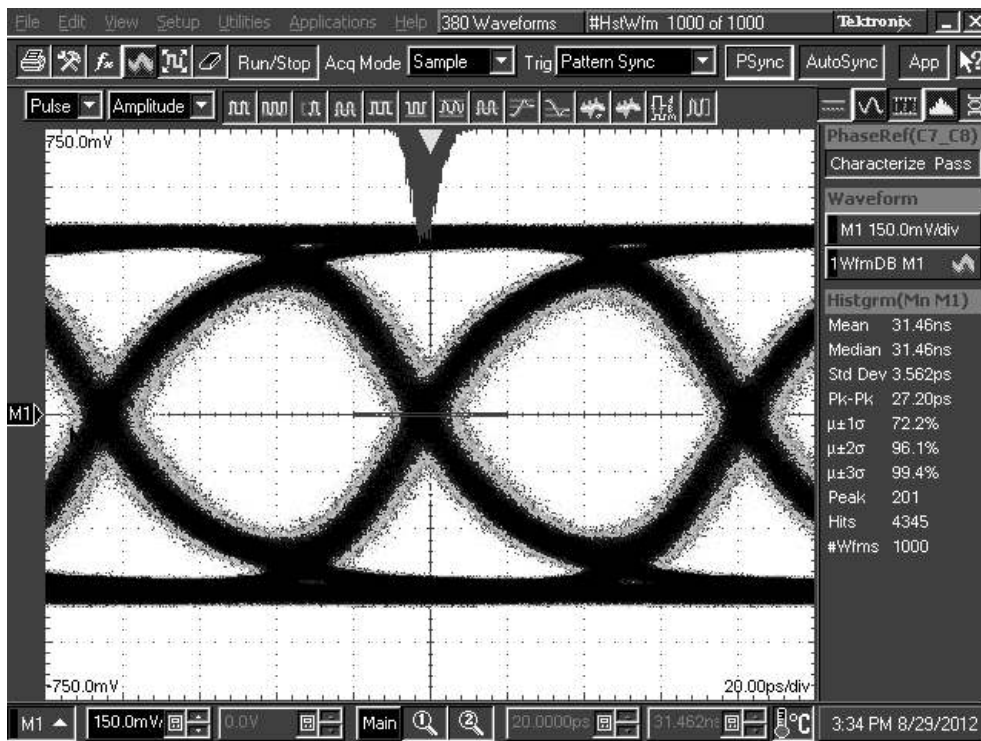 File Edit View Setup Utilities Applications Help 380 Waveforms #HstWfm 1000 of 1000 Tektronix
Run/Stop Acq Mode Sample Trig Pattern Sync PSync AutoSync App
Pulse Amplitude
750.0mV
PhaseRef(C7_C8)
Characterize Pass
Waveform
M1 150.0mV/div
1WfmDB M1
Histgrm(Mn M1)
Mean 31.46ns
Median 31.46ns
Std Dev 3.562ps
Pk-Pk 27.20ps
µ±1σ 72.2%
M1
µ±2σ 96.1%
µ±3σ 99.4%
Peak 201
Hits 4345
#Wfms 1000
-750.0mV 20.00ps/div
M1 150.0mV/ 0.0V Main 1 2 20.0000ps 31.462ns °C 3:34 PM 8/29/2012